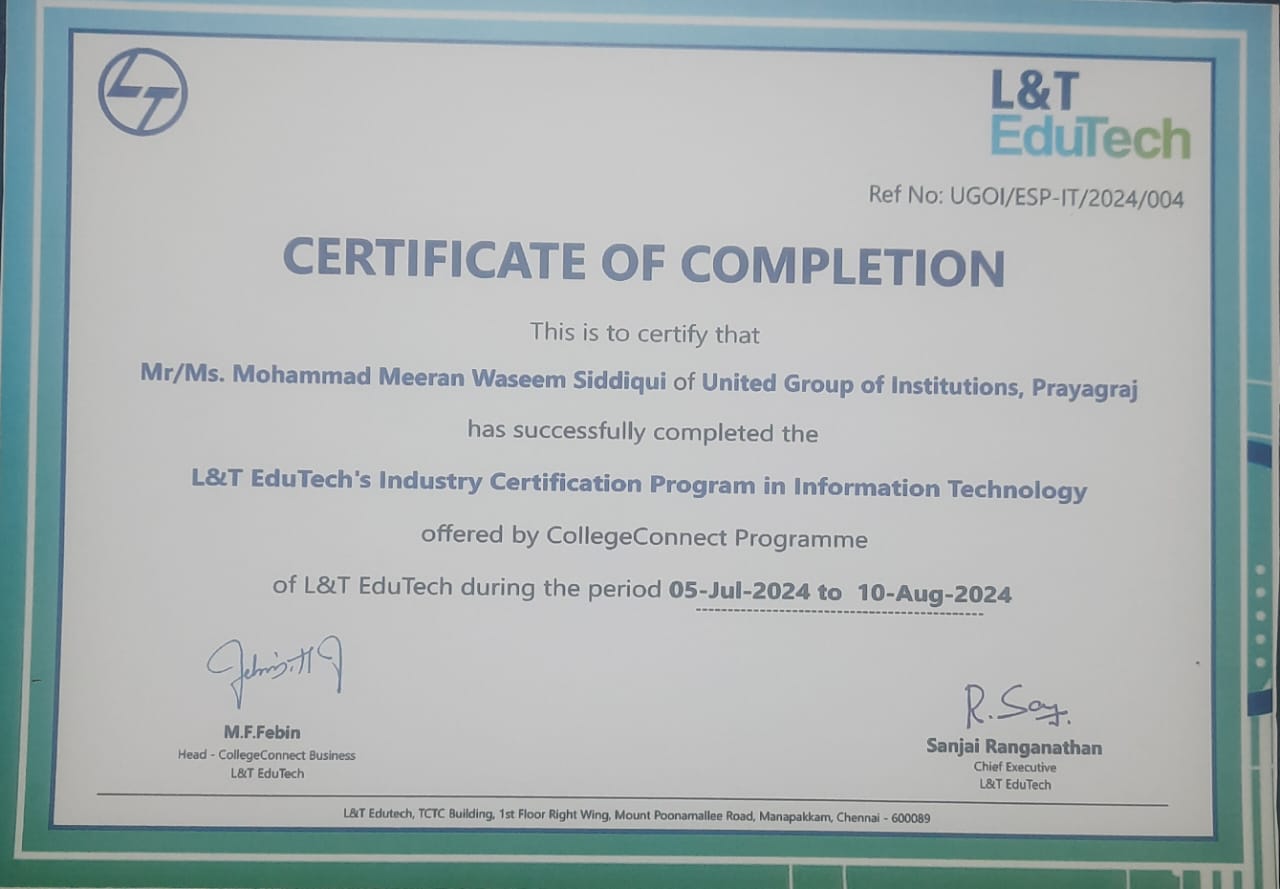 LT
L&T
EduTech
Ref No: UGOI/ESP-IT/2024/004
CERTIFICATE OF COMPLETION
This is to certify that
Mr/Ms. Mohammad Meeran Waseem Siddiqui of United Group of Institutions, Prayagraj
has successfully completed the
L&T EduTech's Industry Certification Program in Information Technology
offered by CollegeConnect Programme
of L&T EduTech during the period 05-Jul-2024 to 10-Aug-2024
M.F.Febin
Head - CollegeConnect Business
L&T EduTech
R. Say.
Sanjai Ranganathan
Chief Executive
L&T EduTech
L&T Edutech, TCTC Building, 1st Floor Right Wing, Mount Poonamallee Road, Manapakkam, Chennai - 600089